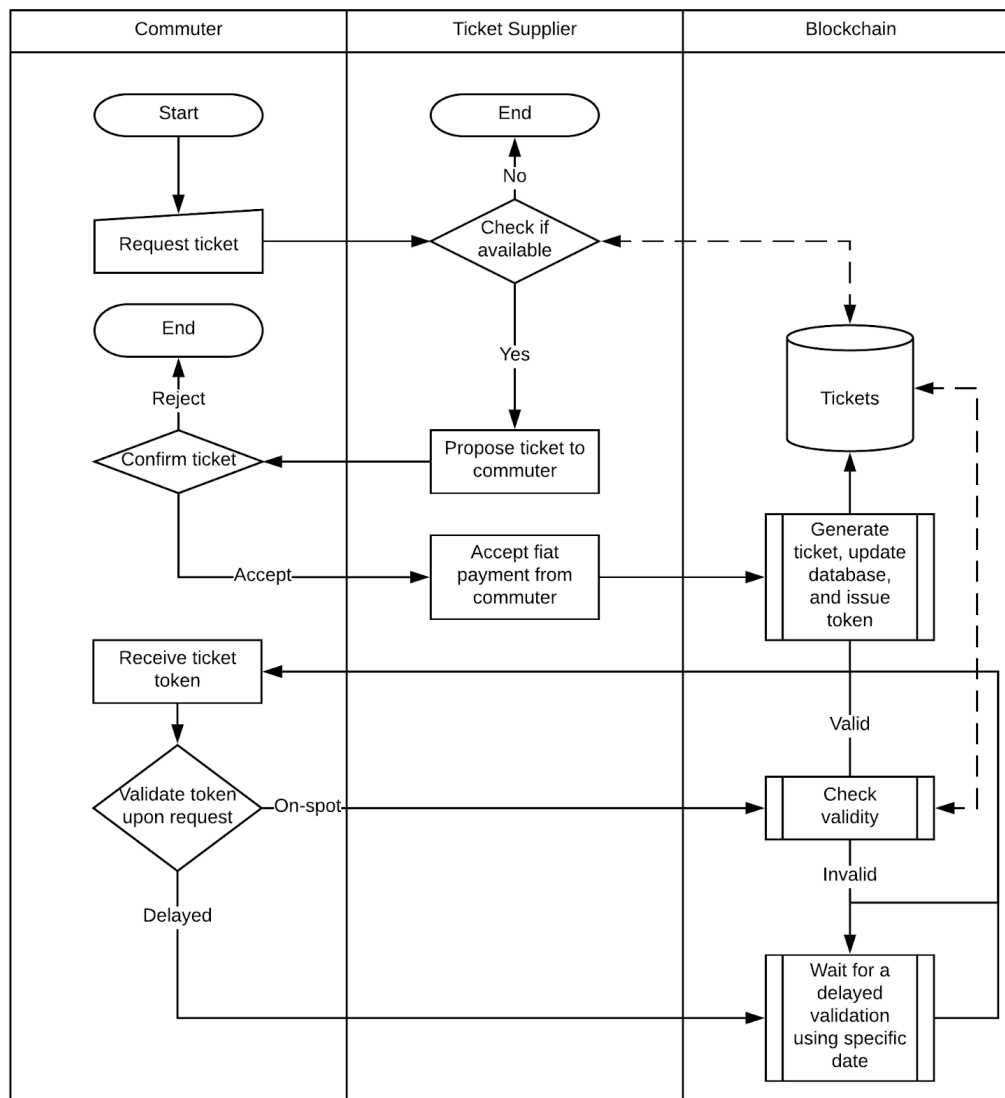 Commuter
Ticket Supplier
Blockchain
Start
End
No
Request ticket
Check if
available
End
Yes
Tickets
Reject
Confirm ticket
Propose ticket to
commuter
Accept
Accept fiat
payment from
commuter
Generate
ticket, update
database,
and issue
token
Receive ticket
token
Valid
Validate token
upon request
On-spot
Check
validity
Invalid
Delayed
Wait for a
delayed
validation
using specific
date